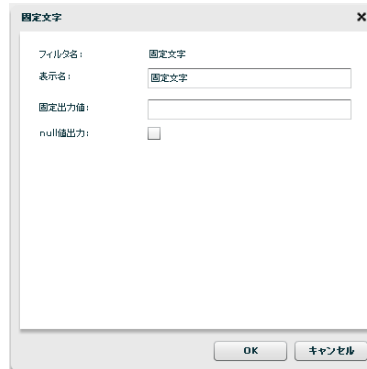 固定文字
フィルタ名: 固定文字
表示名: 固定文字
固定出力値:
null値出力:
OK キャンセル